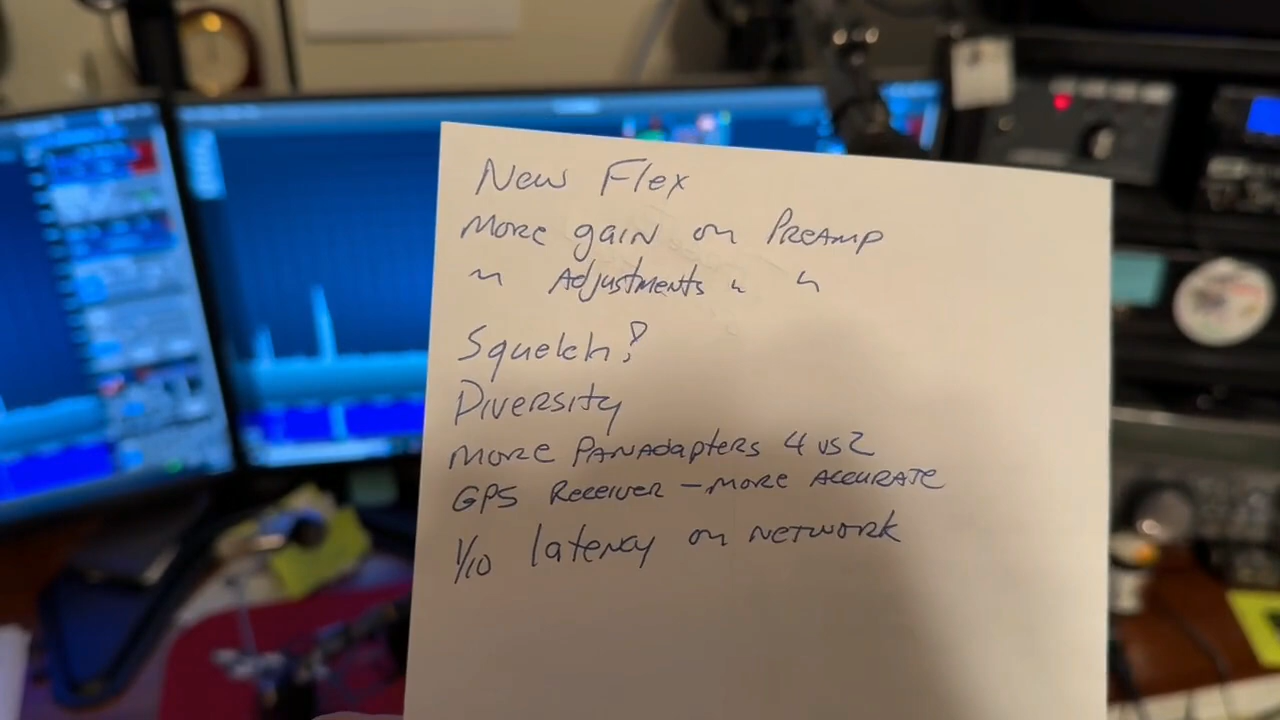 New Flex
More gain on Preamp
" Adjustments " "
Squelch?
Diversity
More Panadapters 4 vs 2
GPS Receiver - More Accurate
1/10 latency on network